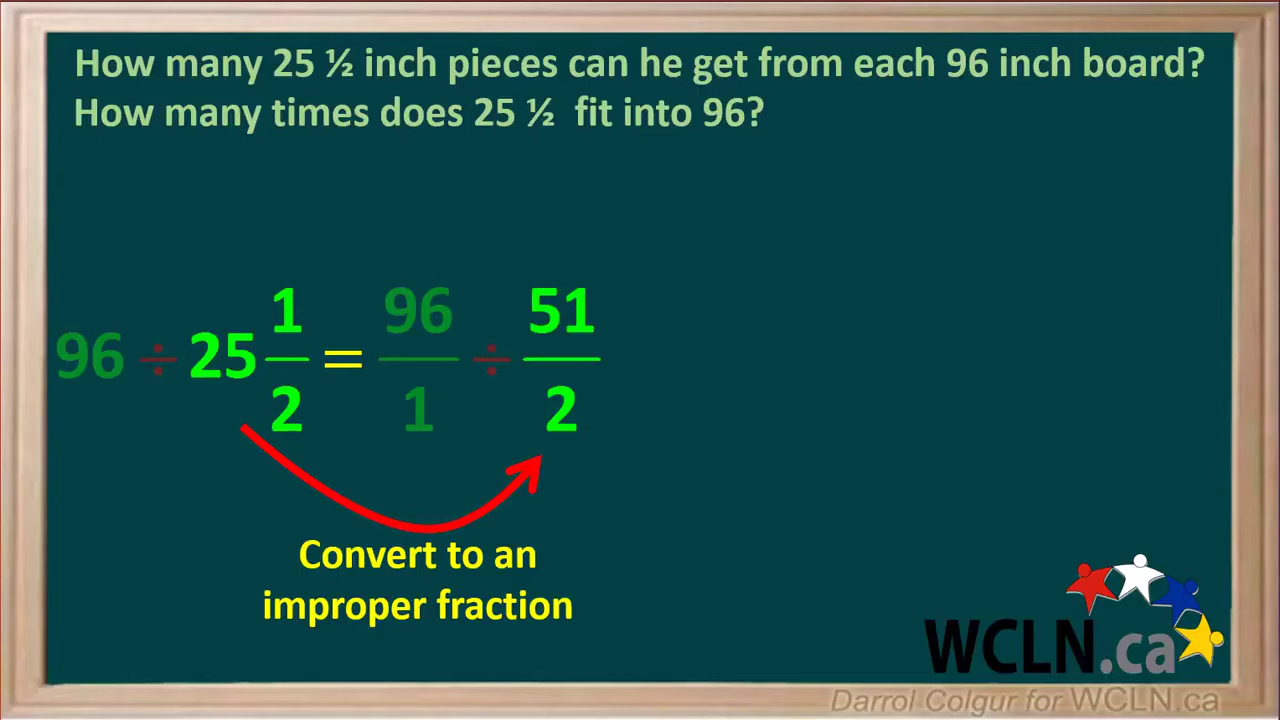 How many 25 ½ inch pieces can he get from each 96 inch board?
How many times does 25 ½ fit into 96?
96 ÷ 25 1/2 = 96/1 ÷ 51/2
Convert to an
improper fraction
WCLN.ca
Darrol Colgur for WCLN.ca